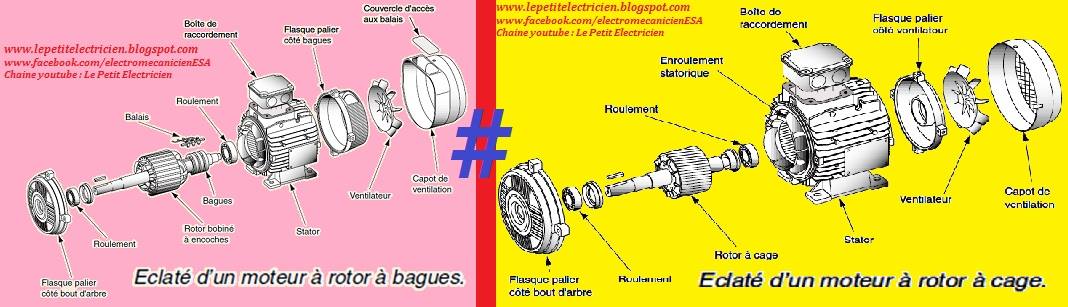 www.lepetitelectricien.blogspot.com
www.facebook.com/electromecanicienESA
Chaine youtube : Le Petit Electricien
Couvercle d'accès
aux balais
Boîte de
raccordement
Flasque palier
côté bagues
Roulement
Balais
Ventilateur
Capot de
ventilation
Bagues
Stator
Rotor bobiné
à encoches
Roulement
Flasque palier
côté bout d'arbre
Eclaté d'un moteur à rotor à bagues.
#
www.lepetitelectricien.blogspot.com
www.facebook.com/electromecanicienESA
Chaine youtube : Le Petit Electricien
Boîte de
raccordement
Flasque palier
côté ventilateur
Enroulement
statorique
Roulement
Ventilateur
Capot de
ventilation
Stator
Rotor à cage
Roulement
Flasque palier
côté bout d'arbre
Eclaté d'un moteur à rotor à cage.